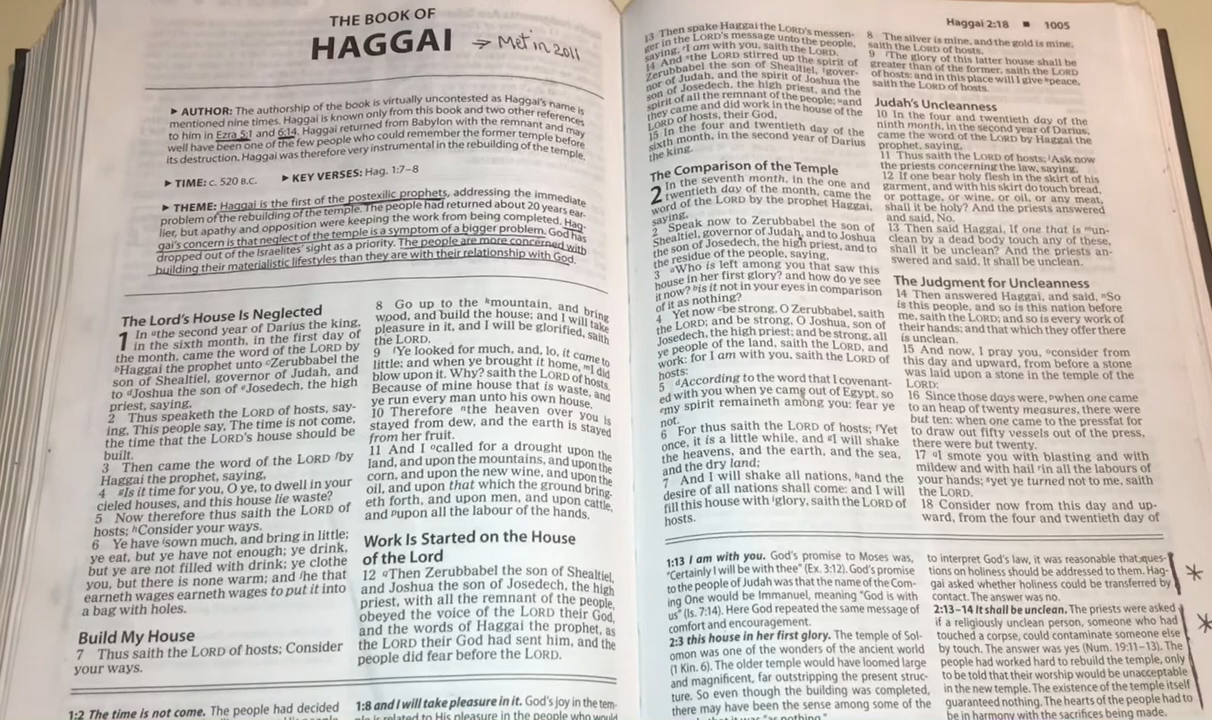 THE BOOK OF
HAGGAI → Met in 2011
► AUTHOR: The authorship of the book is virtually uncontested as Haggai's name is
mentioned nine times. Haggai is known only from this book and two other references
to him in Ezra 5:1 and 6:14. Haggai returned from Babylon with the remnant and may
well have been one of the few people who could remember the former temple before
its destruction. Haggai was therefore very instrumental in the rebuilding of the temple.
► TIME: c. 520 B.C. ► KEY VERSES: Hag. 1:7–8
► THEME: Haggai is the first of the postexilic prophets, addressing the immediate
problem of the rebuilding of the temple. The people had returned about 20 years ear-
lier, but apathy and opposition were keeping the work from being completed. Hag-
gai's concern is that neglect of the temple is a symptom of a bigger problem. God has
dropped out of the Israelites' sight as a priority. The people are more concerned with
building their materialistic lifestyles than they are with their relationship with God.
The Lord's House Is Neglected
1 In the second year of Darius the king,
in the sixth month, in the first day of
the month, came the word of the LORD by
Haggai the prophet unto Zerubbabel the
son of Shealtiel, governor of Judah, and
to Joshua the son of Josedech, the high
priest, saying,
2 Thus speaketh the LORD of hosts, say-
ing, This people say, The time is not come,
the time that the LORD's house should be
built.
3 Then came the word of the LORD by
Haggai the prophet, saying,
4 Is it time for you, O ye, to dwell in your
cieled houses, and this house lie waste?
5 Now therefore thus saith the LORD of
hosts; Consider your ways.
6 Ye have sown much, and bring in little;
ye eat, but ye have not enough; ye drink,
but ye are not filled with drink; ye clothe
you, but there is none warm; and he that
earneth wages earneth wages to put it into
a bag with holes.
Build My House
7 Thus saith the LORD of hosts; Consider
your ways.
8 Go up to the mountain, and bring
wood, and build the house; and I will take
pleasure in it, and I will be glorified, saith
the LORD.
9 Ye looked for much, and, lo, it came to
little; and when ye brought it home, I did
blow upon it. Why? saith the LORD of hosts.
Because of mine house that is waste, and
ye run every man unto his own house.
10 Therefore the heaven over you is
stayed from dew, and the earth is stayed
from her fruit.
11 And I called for a drought upon the
land, and upon the mountains, and upon the
corn, and upon the new wine, and upon the
oil, and upon that which the ground bring-
eth forth, and upon men, and upon cattle,
and upon all the labour of the hands.
Work Is Started on the House
of the Lord
12 Then Zerubbabel the son of Shealtiel,
and Joshua the son of Josedech, the high
priest, with all the remnant of the people,
obeyed the voice of the LORD their God,
and the words of Haggai the prophet, as
the LORD their God had sent him, and the
people did fear before the LORD.
1:2 The time is not come. The people had decided
1:8 and I will take pleasure in it. God's joy in the tem-
ple is related to His pleasure in the people who would
Haggai 2:18 ■ 1005
13 Then spake Haggai the LORD's messen-
ger in the LORD's message unto the people,
saying, I am with you, saith the LORD.
14 And the LORD stirred up the spirit of
Zerubbabel the son of Shealtiel, gover-
nor of Judah, and the spirit of Joshua the
son of Josedech, the high priest, and the
spirit of all the remnant of the people; and
they came and did work in the house of the
LORD of hosts, their God,
15 In the four and twentieth day of the
sixth month, in the second year of Darius
the king.
The Comparison of the Temple
2 In the seventh month, in the one and
twentieth day of the month, came the
word of the LORD by the prophet Haggai,
saying,
2 Speak now to Zerubbabel the son of
Shealtiel, governor of Judah, and to Joshua
the son of Josedech, the high priest, and to
the residue of the people, saying,
3 Who is left among you that saw this
house in her first glory? and how do ye see
it now? is it not in your eyes in comparison
of it as nothing?
4 Yet now be strong, O Zerubbabel, saith
the LORD; and be strong, O Joshua, son of
Josedech, the high priest; and be strong, all
ye people of the land, saith the LORD, and
work: for I am with you, saith the LORD of
hosts:
5 According to the word that I covenant-
ed with you when ye came out of Egypt, so
my spirit remaineth among you: fear ye
not.
6 For thus saith the LORD of hosts; Yet
once, it is a little while, and I will shake
the heavens, and the earth, and the sea,
and the dry land;
7 And I will shake all nations, and the
desire of all nations shall come: and I will
fill this house with glory, saith the LORD of
hosts.
8 The silver is mine, and the gold is mine,
saith the LORD of hosts.
9 The glory of this latter house shall be
greater than of the former, saith the LORD
of hosts: and in this place will I give peace,
saith the LORD of hosts.
Judah's Uncleanness
10 In the four and twentieth day of the
ninth month, in the second year of Darius,
came the word of the LORD by Haggai the
prophet, saying,
11 Thus saith the LORD of hosts; Ask now
the priests concerning the law, saying,
12 If one bear holy flesh in the skirt of his
garment, and with his skirt do touch bread,
or pottage, or wine, or oil, or any meat,
shall it be holy? And the priests answered
and said, No.
13 Then said Haggai, If one that is un-
clean by a dead body touch any of these,
shall it be unclean? And the priests an-
swered and said, It shall be unclean.
The Judgment for Uncleanness
14 Then answered Haggai, and said, So
is this people, and so is this nation before
me, saith the LORD; and so is every work of
their hands; and that which they offer there
is unclean.
15 And now, I pray you, consider from
this day and upward, from before a stone
was laid upon a stone in the temple of the
LORD:
16 Since those days were, when one came
to an heap of twenty measures, there were
but ten: when one came to the pressfat for
to draw out fifty vessels out of the press,
there were but twenty.
17 I smote you with blasting and with
mildew and with hail in all the labours of
your hands; yet ye turned not to me, saith
the LORD.
18 Consider now from this day and up-
ward, from the four and twentieth day of
1:13 I am with you. God's promise to Moses was,
"Certainly I will be with thee" (Ex. 3:12). God's promise
to the people of Judah was that the name of the Com-
ing One would be Immanuel, meaning "God is with
us" (Is. 7:14). Here God repeated the same message of
comfort and encouragement.
2:3 this house in her first glory. The temple of Sol-
omon was one of the wonders of the ancient world
(1 Kin. 6). The older temple would have loomed large
and magnificent, far outstripping the present struc-
ture. So even though the building was completed,
there may have been the sense among some of the
that it was "as nothing."
to interpret God's law, it was reasonable that ques-
tions on holiness should be addressed to them. Hag-
gai asked whether holiness could be transferred by
contact. The answer was no.
2:13–14 It shall be unclean. The priests were asked
if a religiously unclean person, someone who had
touched a corpse, could contaminate someone else
by touch. The answer was yes (Num. 19:11–13). The
people had worked hard to rebuild the temple, only
to be told that their worship would be unacceptable
in the new temple. The existence of the temple itself
guaranteed nothing. The hearts of the people had to
be in harmony with the sacrifices being made.